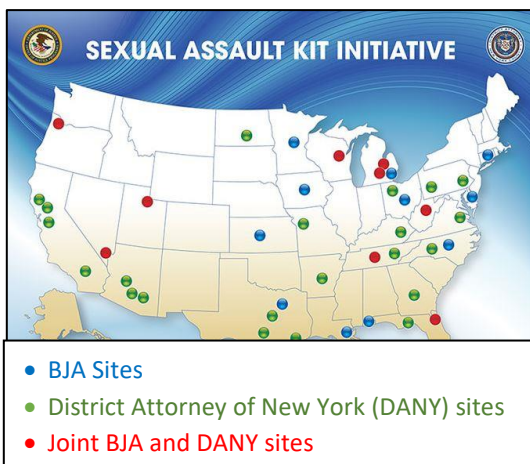 SEXUAL ASSAULT KIT INITIATIVE
• BJA Sites
• District Attorney of New York (DANY) sites
• Joint BJA and DANY sites